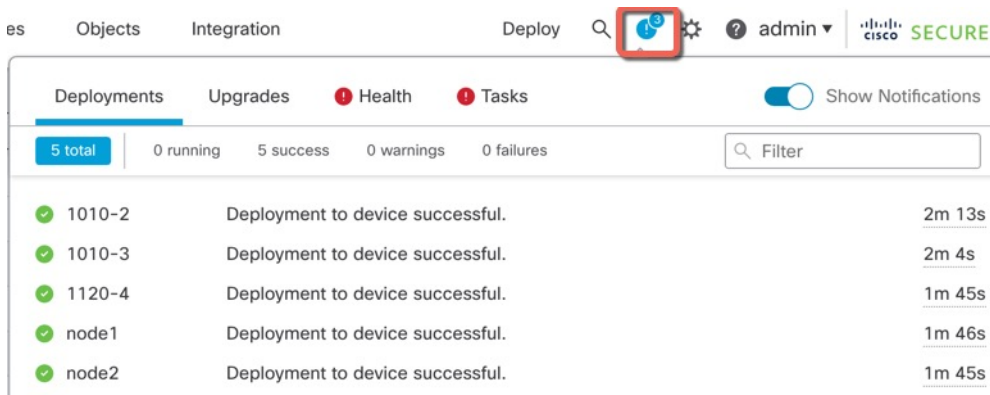 es Objects Integration Deploy 3 admin cisco SECURE
Deployments Upgrades Health Tasks Show Notifications
5 total 0 running 5 success 0 warnings 0 failures Filter
1010-2 Deployment to device successful. 2m 13s
1010-3 Deployment to device successful. 2m 4s
1120-4 Deployment to device successful. 1m 45s
node1 Deployment to device successful. 1m 46s
node2 Deployment to device successful. 1m 45s